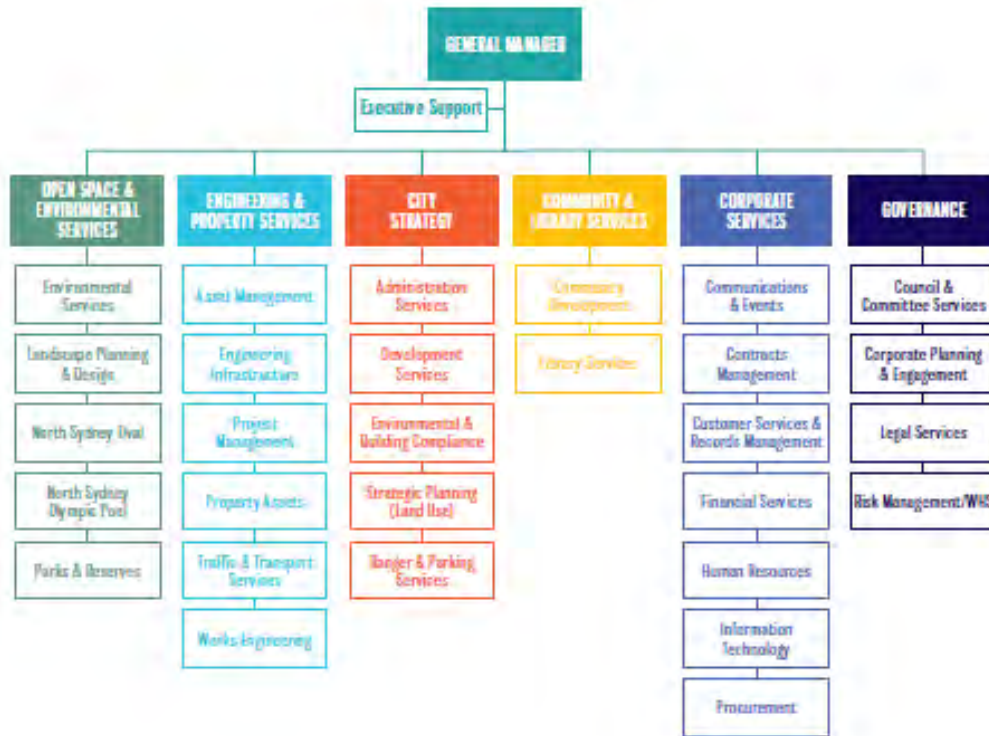 GENERAL MANAGER
Executive Support
OPEN SPACE &
ENVIRONMENTAL
SERVICES
Environmental
Services
Landscape Planning
& Design
North Sydney Oval
North Sydney
Olympic Pool
Parks & Reserves
ENGINEERING &
PROPERTY SERVICES
Asset Management
Engineering
Infrastructure
Project
Management
Property Assets
Traffic & Transport
Services
Works Engineering
CITY
STRATEGY
Administration
Services
Development
Services
Environmental &
Building Compliance
Strategic Planning
(Land Use)
Ranger & Parking
Services
COMMUNITY &
LIBRARY SERVICES
Community
Development
Library Services
CORPORATE
SERVICES
Communications
& Events
Contracts
Management
Customer Services &
Records Management
Financial Services
Human Resources
Information
Technology
Procurement
GOVERNANCE
Council &
Committee Services
Corporate Planning
& Engagement
Legal Services
Risk Management/WHS